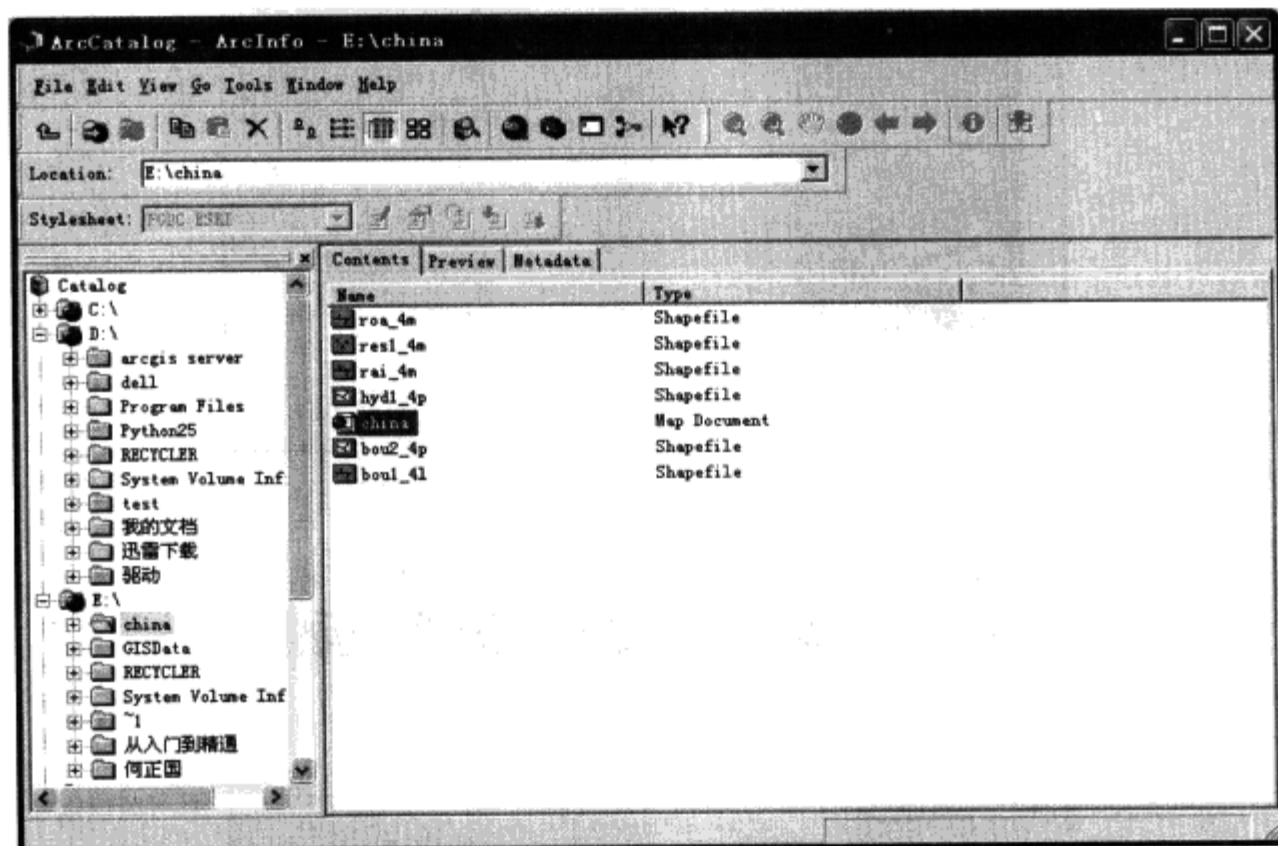 ArcCatalog - ArcInfo - E:\china
File Edit View Go Tools Window Help
Location: E:\china
Stylesheet: FGDC ESRI
Contents Preview Metadata
Catalog
C:\
D:\
arcgis server
dell
Program Files
Python25
RECYCLER
System Volume Inf
test
我的文档
迅雷下载
驱动
E:\
china
GISData
RECYCLER
System Volume Inf
~1
从入门到精通
何正国
Name Type
roa_4m Shapefile
res1_4m Shapefile
rai_4m Shapefile
hyd1_4p Shapefile
china Map Document
bou2_4p Shapefile
bou1_4l Shapefile